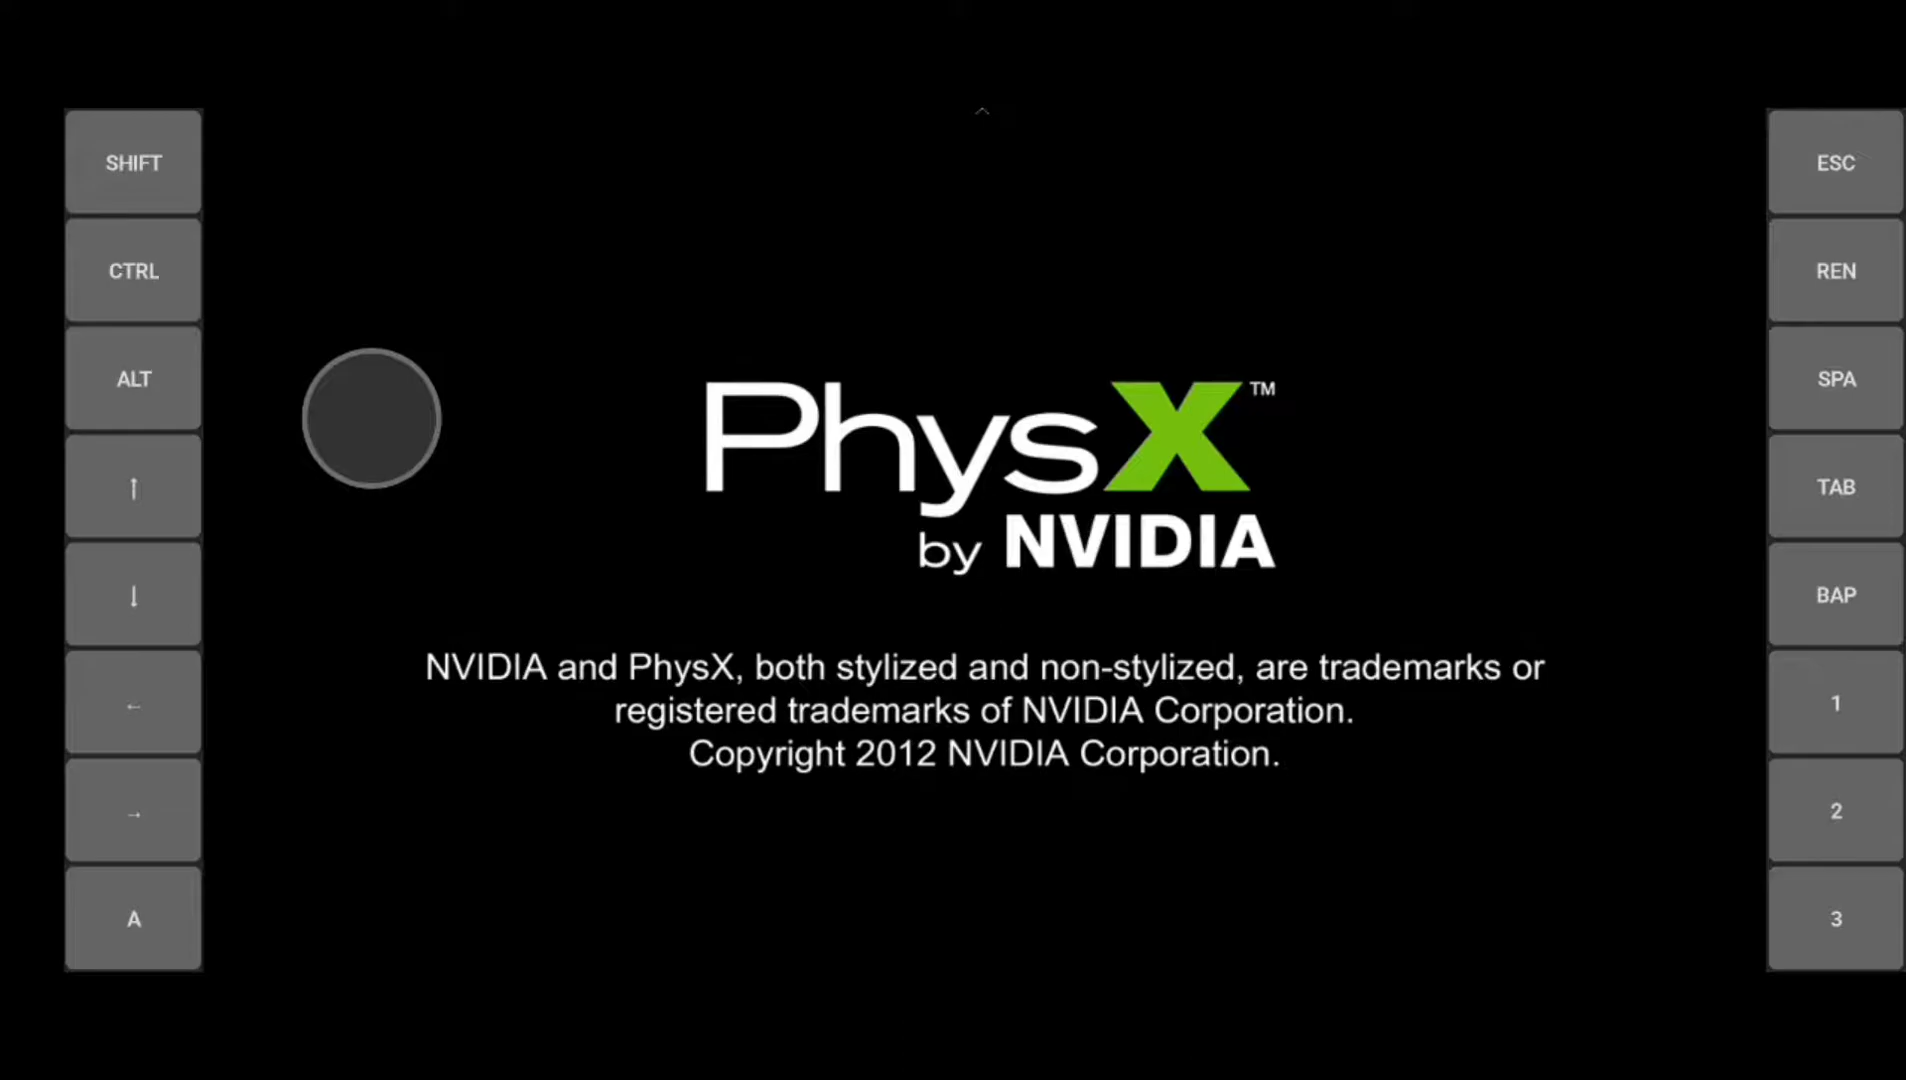 SHIFT
CTRL
ALT
↑
↓
←
→
A
PhysX™
by NVIDIA
NVIDIA and PhysX, both stylized and non-stylized, are trademarks or
registered trademarks of NVIDIA Corporation.
Copyright 2012 NVIDIA Corporation.
ESC
REN
SPA
TAB
BAP
1
2
3